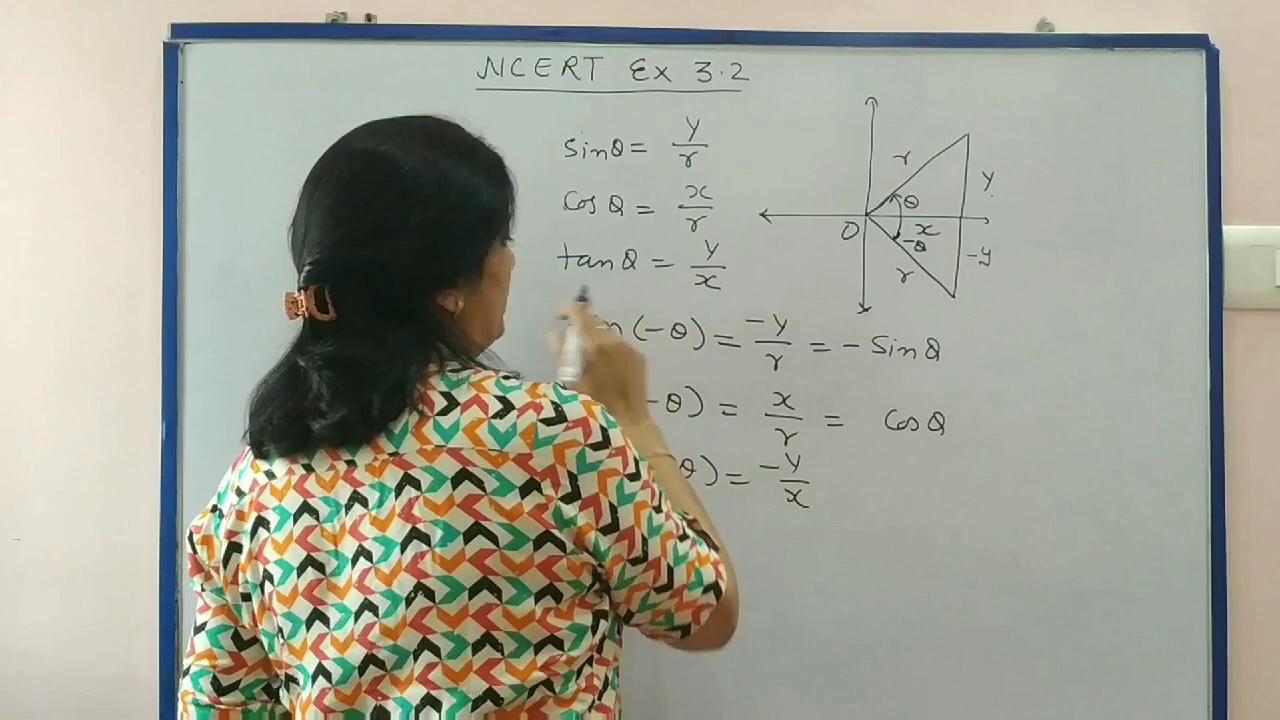 NCERT Ex 3.2
sinθ = y/r
cosθ = x/r
tanθ = y/x
n(-θ) = -y/r = - sinθ
-θ) = x/r = cosθ
θ) = -y/x
r
y
θ
x
O
-θ
-y
r